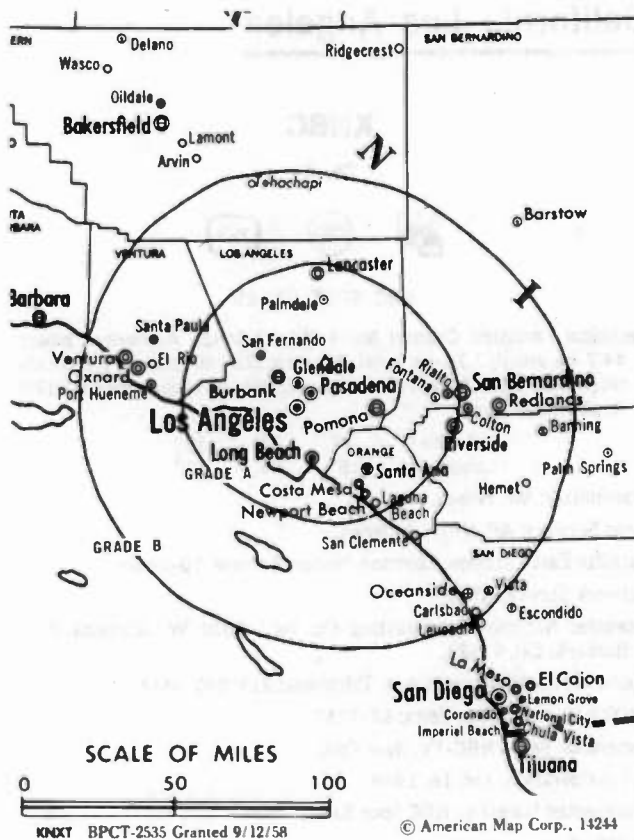 SAN BERNARDINO
Delano
Ridgecrest
Wasco
Oildale
Bakersfield
Lamont
Arvin
Tehachapi
Barstow
VENTURA
LOS ANGELES
Lancaster
Barbara
Palmdale
Santa Paula
San Fernando
Ventura
El Rio
Glendale
Rialto
Oxnard
Fontana
San Bernardino
Port Hueneme
Burbank
Pasadena
Redlands
Los Angeles
Pomona
Colton
Riverside
Banning
Long Beach
ORANGE
Palm Springs
GRADE A
Santa Ana
Hemet
Costa Mesa
Newport Beach
Laguna
Beach
San Clemente
GRADE B
SAN DIEGO
Oceanside
Vista
Carlsbad
Escondido
Leucadia
La Mesa
El Cajon
San Diego
Lemon Grove
Coronado
National City
Imperial Beach
Chula Vista
Tijuana
SCALE OF MILES
0 50 100
KNXT BPCT-2535 Granted 9/12/58
© American Map Corp., 14244